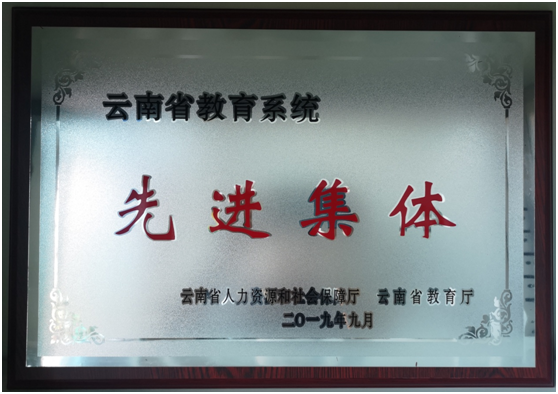 云南省教育系统
先进集体
云南省人力资源和社会保障厅 云南省教育厅
二〇一九年九月